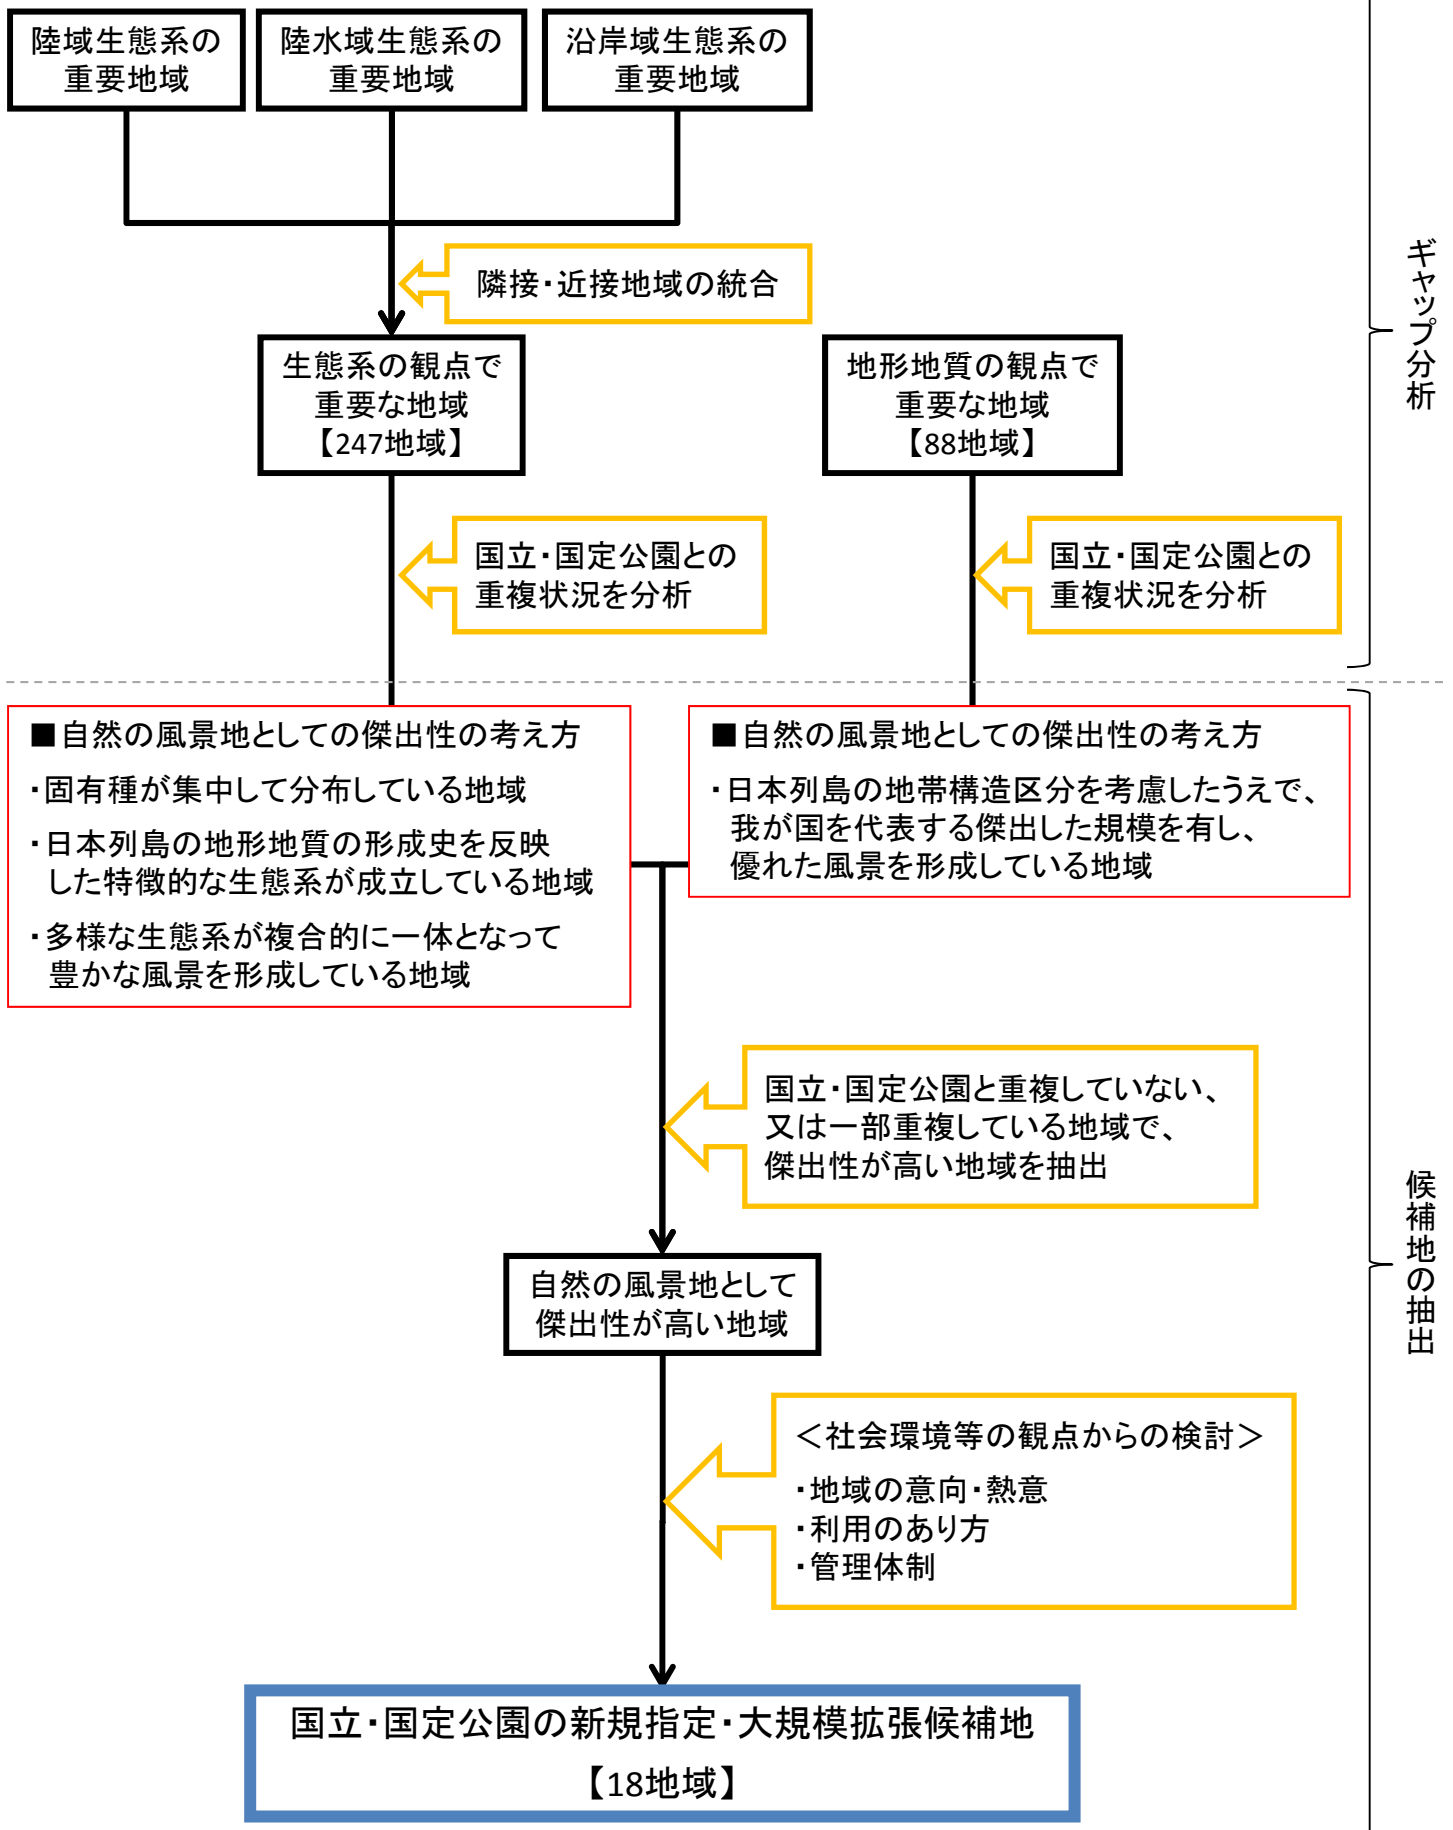 陸域生態系の
重要地域
陸水域生態系の
重要地域
沿岸域生態系の
重要地域
隣接・近接地域の統合
生態系の観点で
重要な地域
【247地域】
地形地質の観点で
重要な地域
【88地域】
国立・国定公園との
重複状況を分析
国立・国定公園との
重複状況を分析
ギャップ分析
■自然の風景地としての傑出性の考え方
・固有種が集中して分布している地域
・日本列島の地形地質の形成史を反映
した特徴的な生態系が成立している地域
・多様な生態系が複合的に一体となって
豊かな風景を形成している地域
■自然の風景地としての傑出性の考え方
・日本列島の地帯構造区分を考慮したうえで、
我が国を代表する傑出した規模を有し、
優れた風景を形成している地域
国立・国定公園と重複していない、
又は一部重複している地域で、
傑出性が高い地域を抽出
自然の風景地として
傑出性が高い地域
＜社会環境等の観点からの検討＞
・地域の意向・熱意
・利用のあり方
・管理体制
候補地の抽出
国立・国定公園の新規指定・大規模拡張候補地
【18地域】